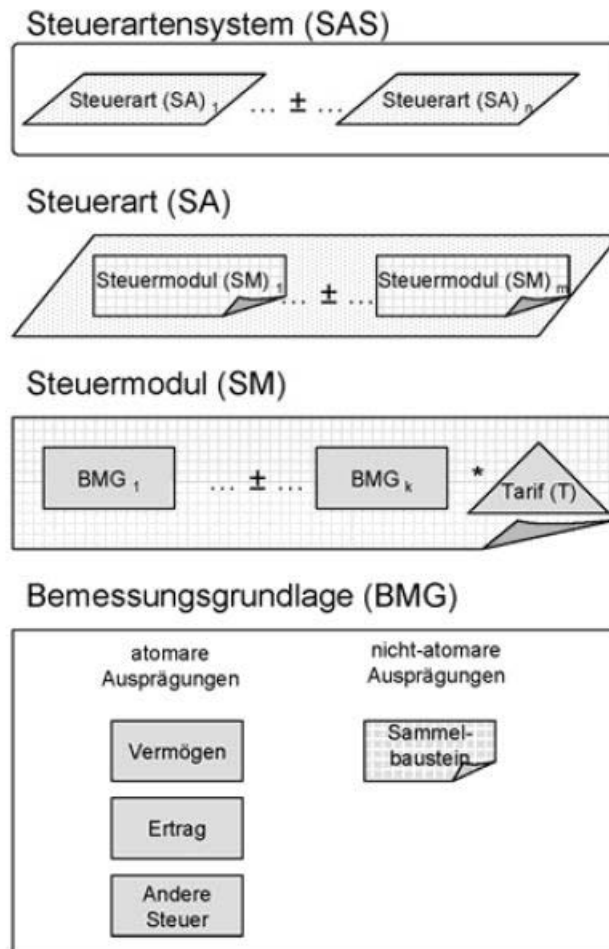 Steuerartensystem (SAS)
Steuerart (SA) 1 ... ± ... Steuerart (SA) n
Steuerart (SA)
Steuermodul (SM) 1 ... ± ... Steuermodul (SM) m
Steuermodul (SM)
BMG 1 ... ± ... BMG k * Tarif (T)
Bemessungsgrundlage (BMG)
atomare
Ausprägungen
Vermögen
Ertrag
Andere
Steuer
nicht-atomare
Ausprägungen
Sammel-
baustein